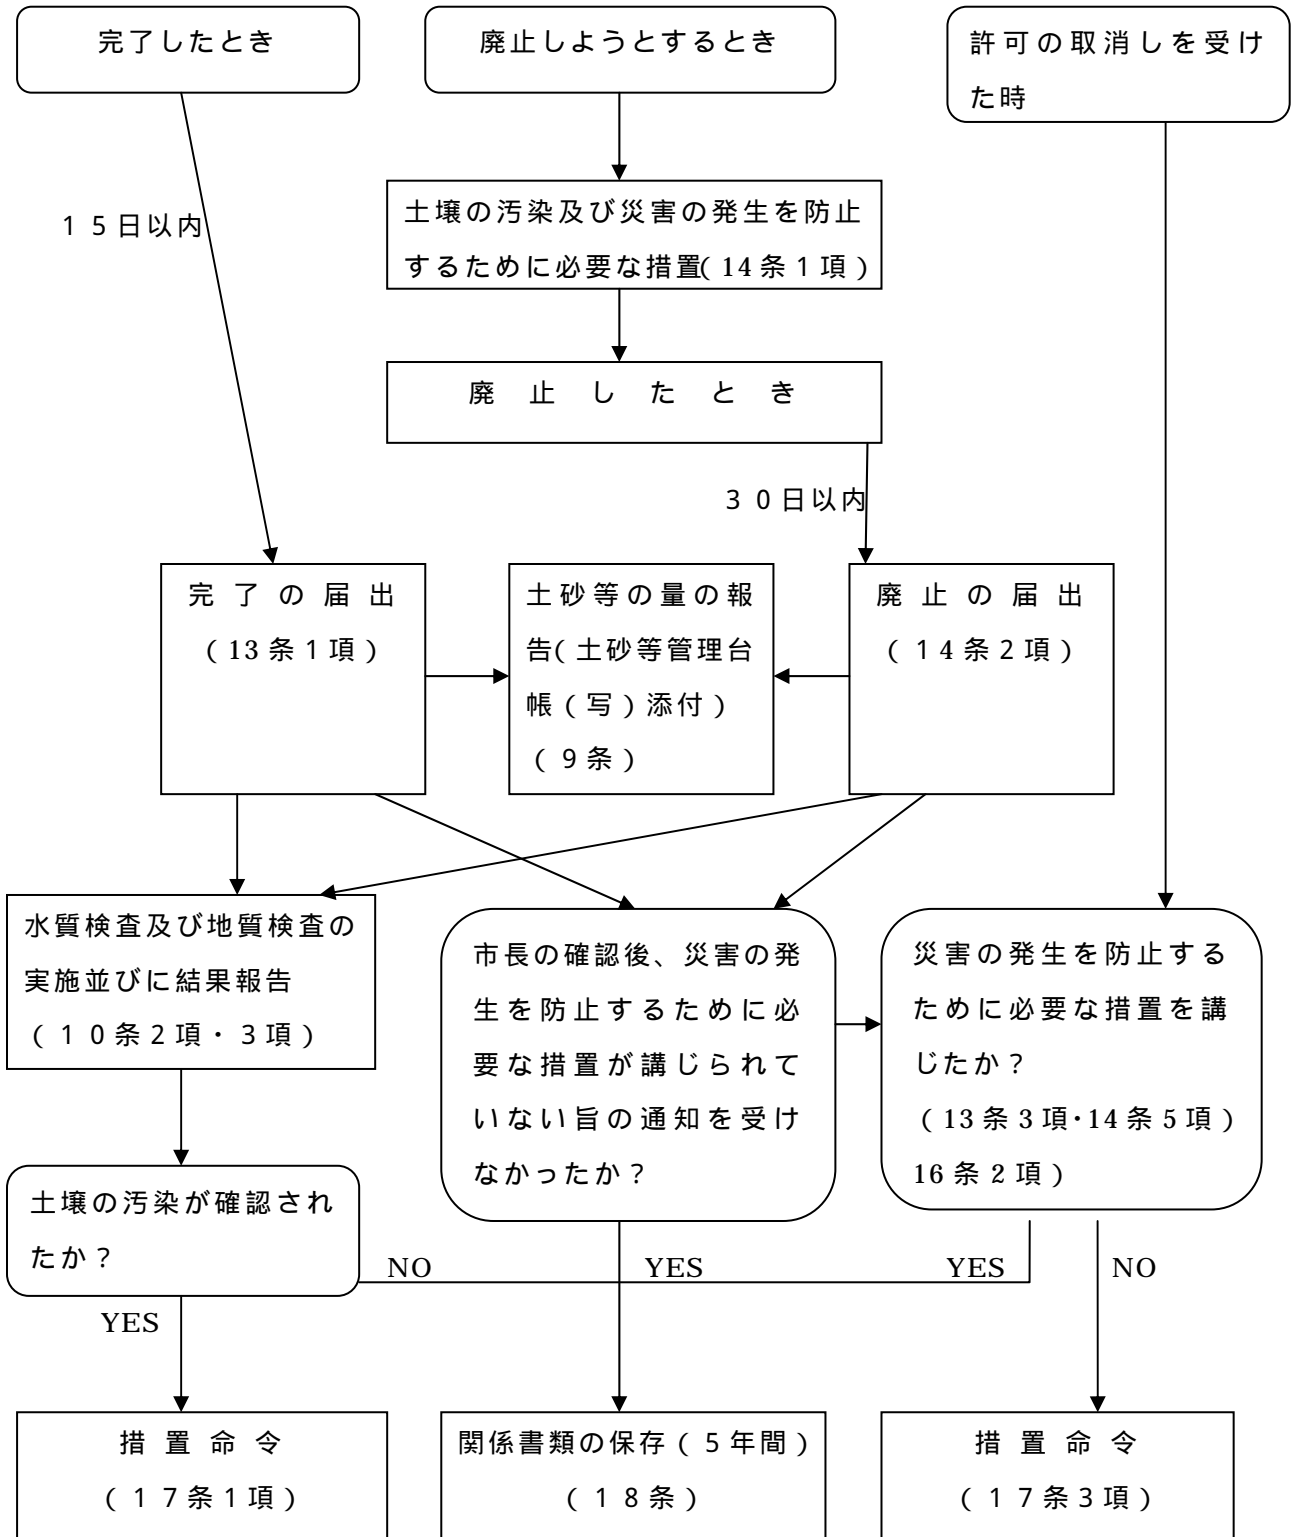 完了したとき
廃止しようとするとき
許可の取消しを受け
た時
15日以内
土壌の汚染及び災害の発生を防止
するために必要な措置(14条1項)
廃止したとき
30日以内
完了の届出
(13条1項)
土砂等の量の報
告(土砂等管理台
帳(写)添付)
(9条)
廃止の届出
(14条2項)
水質検査及び地質検査の
実施並びに結果報告
(10条2項・3項)
市長の確認後、災害の発
生を防止するために必
要な措置が講じられて
いない旨の通知を受け
なかったか?
災害の発生を防止する
ために必要な措置を講
じたか?
(13条3項・14条5項)
16条2項)
土壌の汚染が確認され
たか?
NO
YES
YES
NO
YES
措置命令
(17条1項)
関係書類の保存(5年間)
(18条)
措置命令
(17条3項)